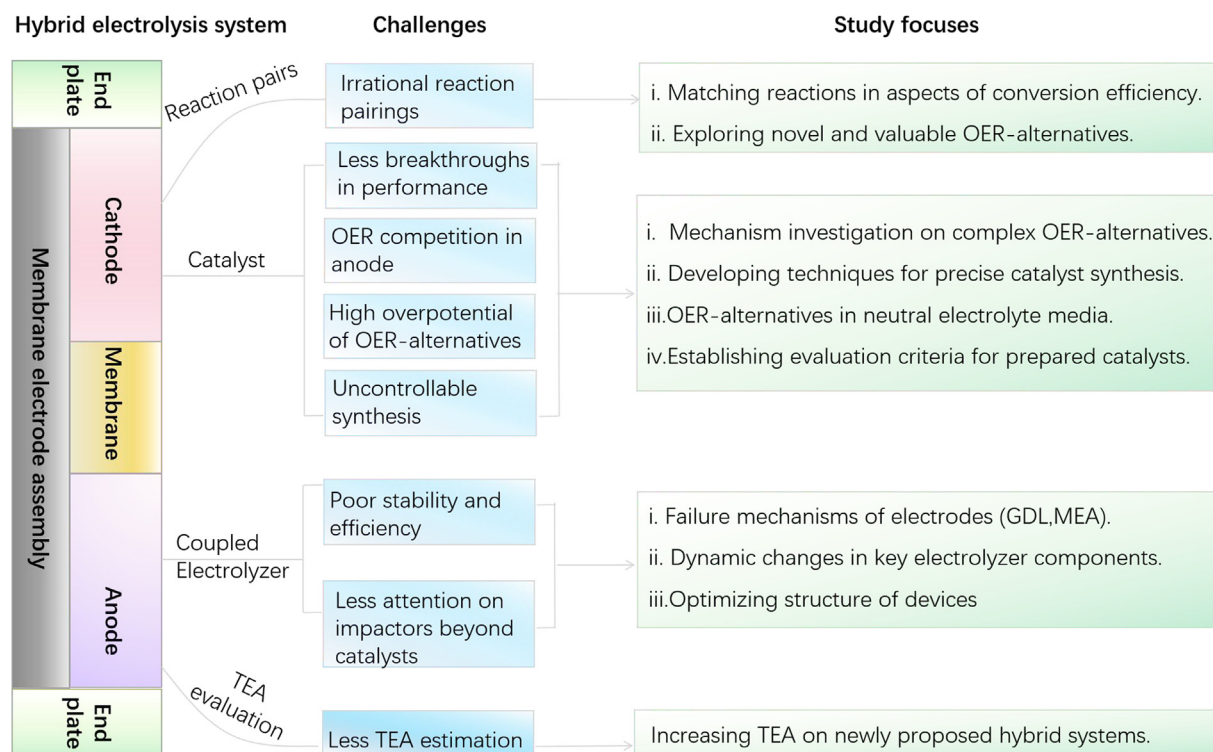 Hybrid electrolysis system
Challenges
Study focuses
End
plate
Membrane electrode assembly
Cathode
Membrane
Anode
End
plate
Reaction pairs
Irrational reaction
pairings
i. Matching reactions in aspects of conversion efficiency.
ii. Exploring novel and valuable OER-alternatives.
Catalyst
Less breakthroughs
in performance
OER competition in
anode
High overpotential
of OER-alternatives
Uncontrollable
synthesis
i. Mechanism investigation on complex OER-alternatives.
ii. Developing techniques for precise catalyst synthesis.
iii.OER-alternatives in neutral electrolyte media.
iv.Establishing evaluation criteria for prepared catalysts.
Coupled
Electrolyzer
Poor stability and
efficiency
Less attention on
impactors beyond
catalysts
i. Failure mechanisms of electrodes (GDL,MEA).
ii. Dynamic changes in key electrolyzer components.
iii.Optimizing structure of devices
TEA
evaluation
Less TEA estimation
Increasing TEA on newly proposed hybrid systems.